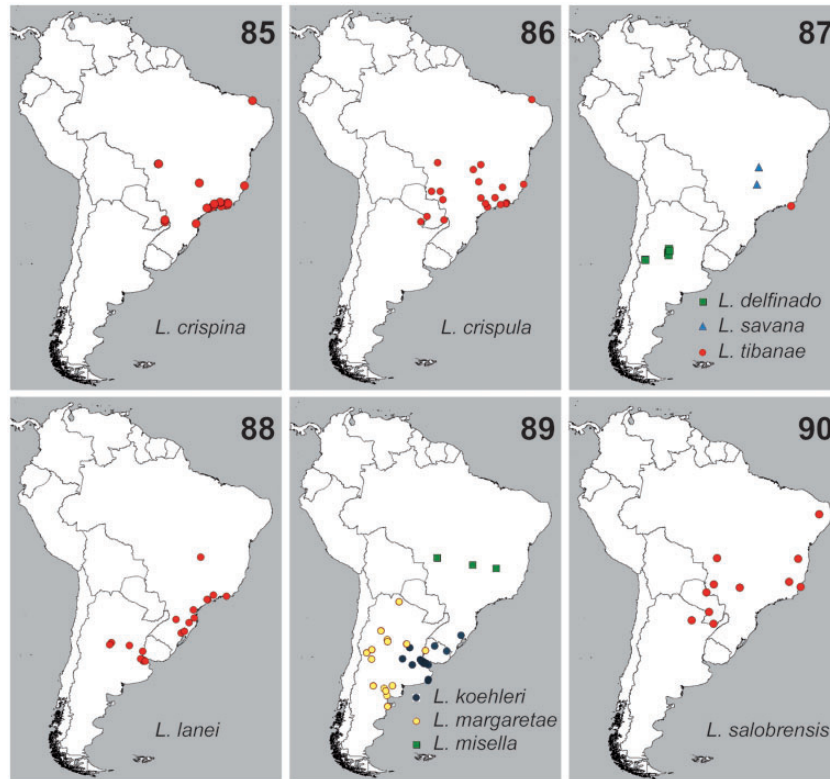 85
L. crispina
86
L. crispula
87
L. delfinado
L. savana
L. tibanae
88
L. lanei
89
L. koehleri
L. margaretae
L. misella
90
L. salobrensis